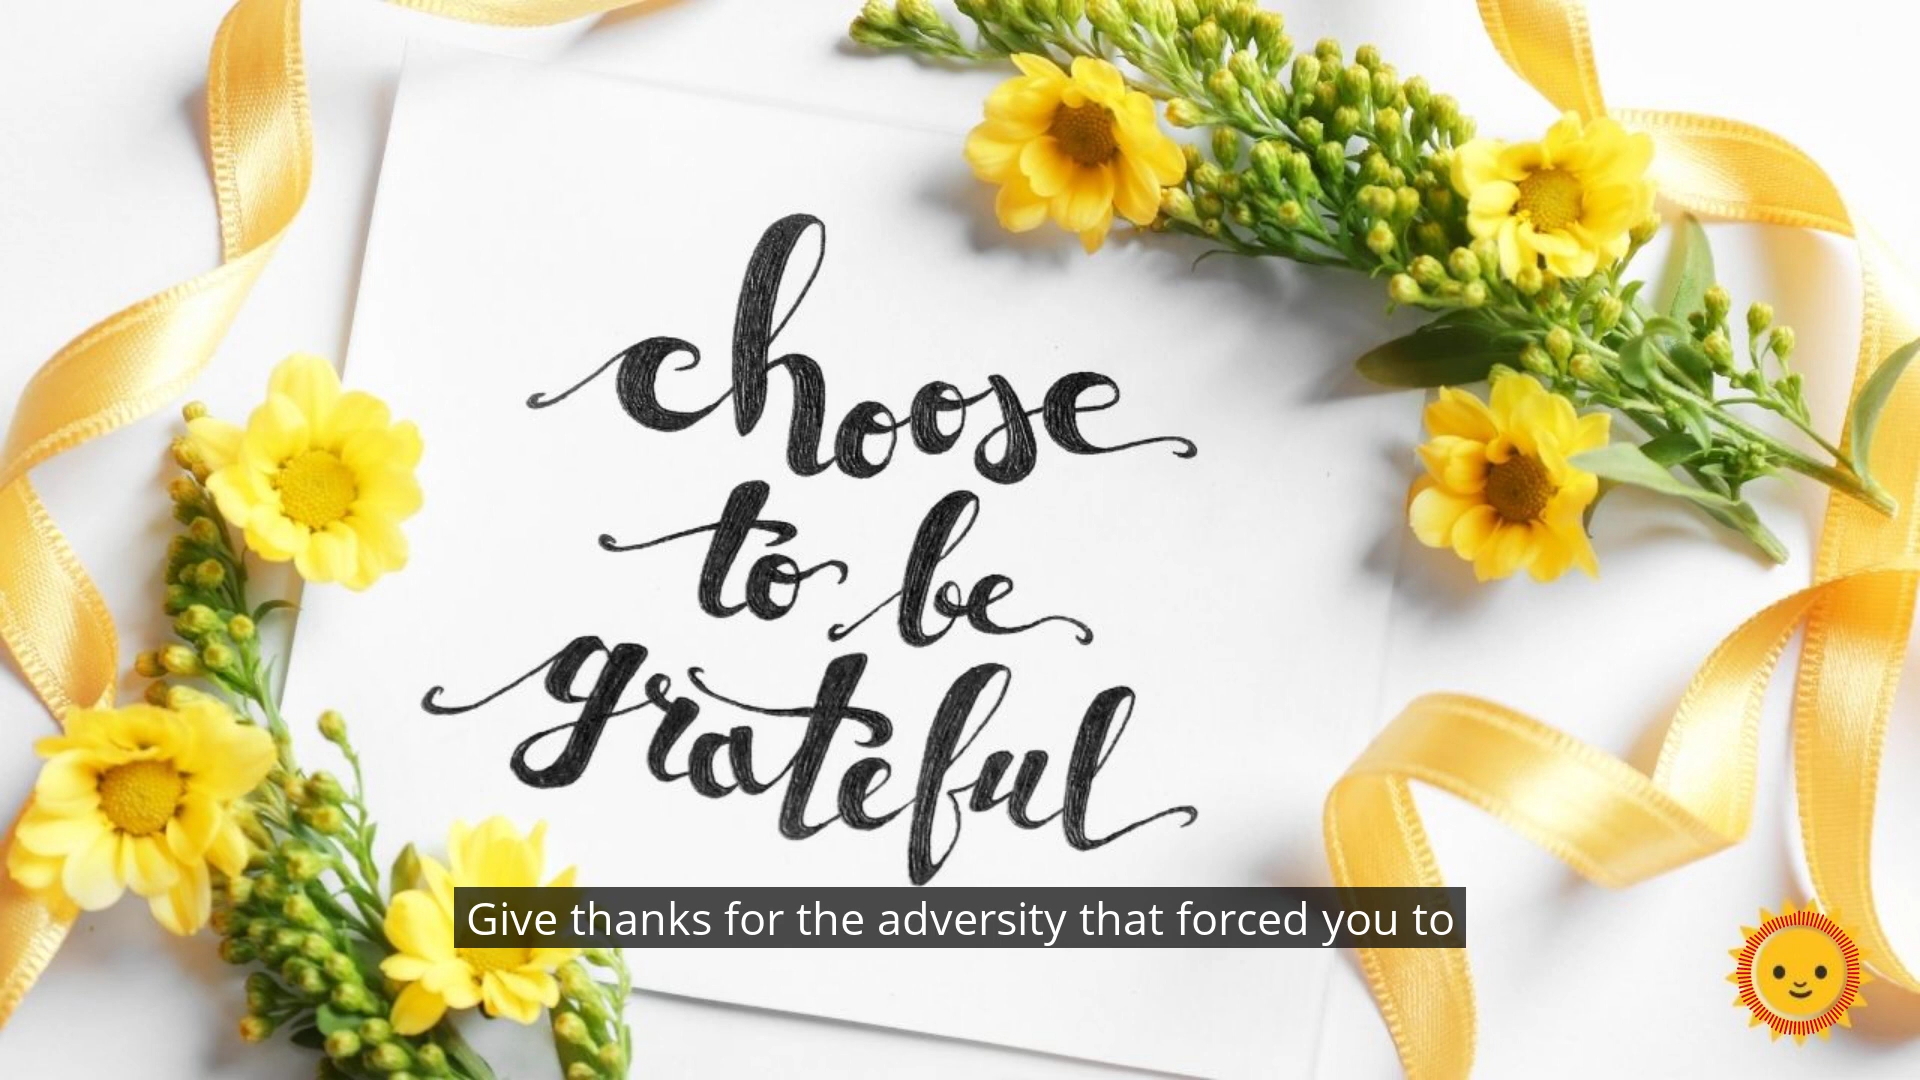 choose
to be
grateful
Give thanks for the adversity that forced you to